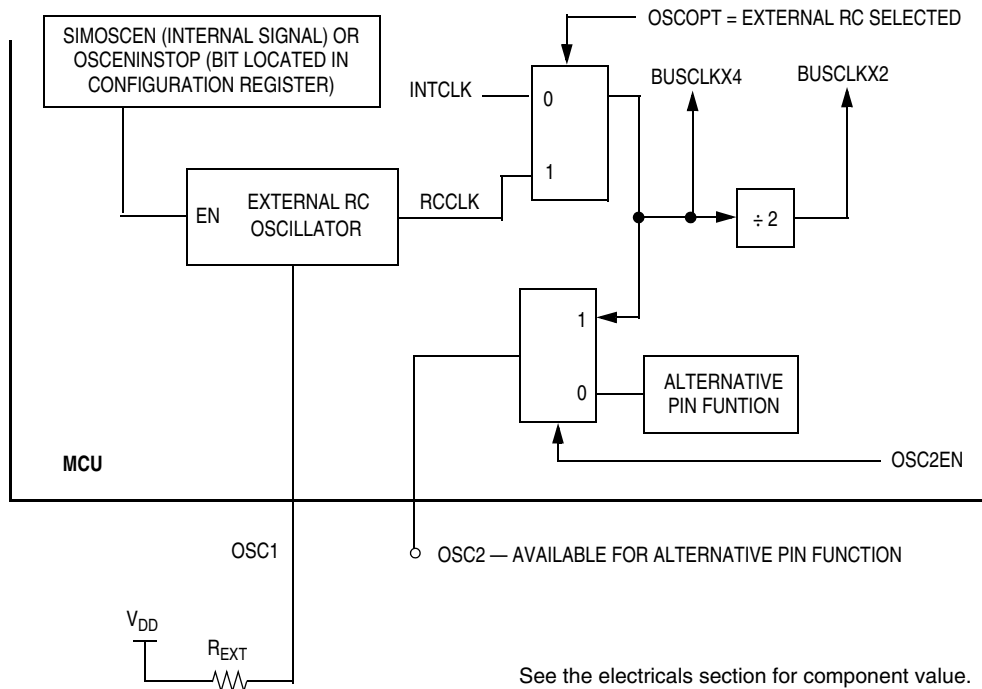 SIMOSCEN (INTERNAL SIGNAL) OR
OSCENINSTOP (BIT LOCATED IN
CONFIGURATION REGISTER)
OSCOPT = EXTERNAL RC SELECTED
INTCLK
0
1
BUSCLKX4
BUSCLKX2
EN
EXTERNAL RC
OSCILLATOR
RCCLK
÷ 2
1
0
ALTERNATIVE
PIN FUNTION
MCU
OSC2EN
OSC1
OSC2 — AVAILABLE FOR ALTERNATIVE PIN FUNCTION
VDD
REXT
See the electricals section for component value.